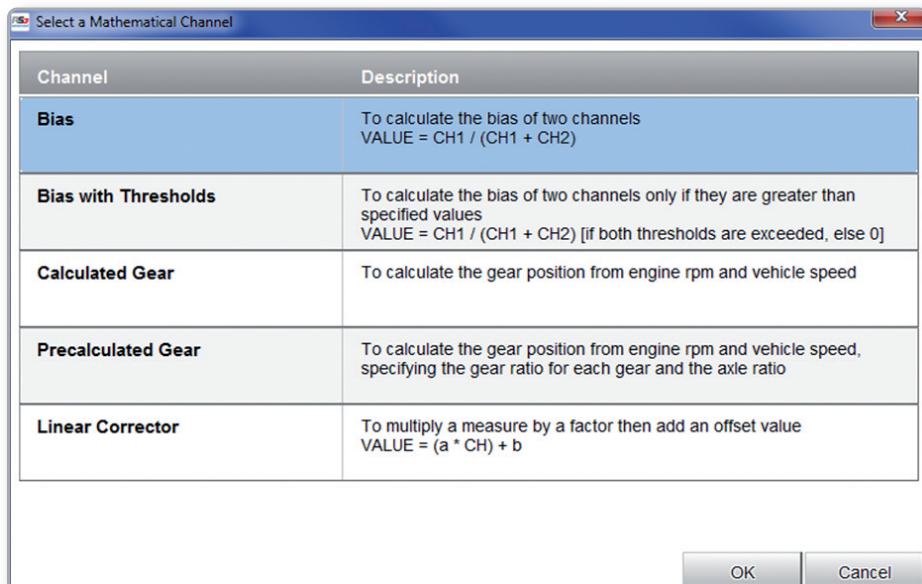 RS3 Select a Mathematical Channel
Channel Description
Bias To calculate the bias of two channels
VALUE = CH1 / (CH1 + CH2)
Bias with Thresholds To calculate the bias of two channels only if they are greater than
specified values
VALUE = CH1 / (CH1 + CH2) [if both thresholds are exceeded, else 0]
Calculated Gear To calculate the gear position from engine rpm and vehicle speed
Precalculated Gear To calculate the gear position from engine rpm and vehicle speed,
specifying the gear ratio for each gear and the axle ratio
Linear Corrector To multiply a measure by a factor then add an offset value
VALUE = (a * CH) + b
OK Cancel